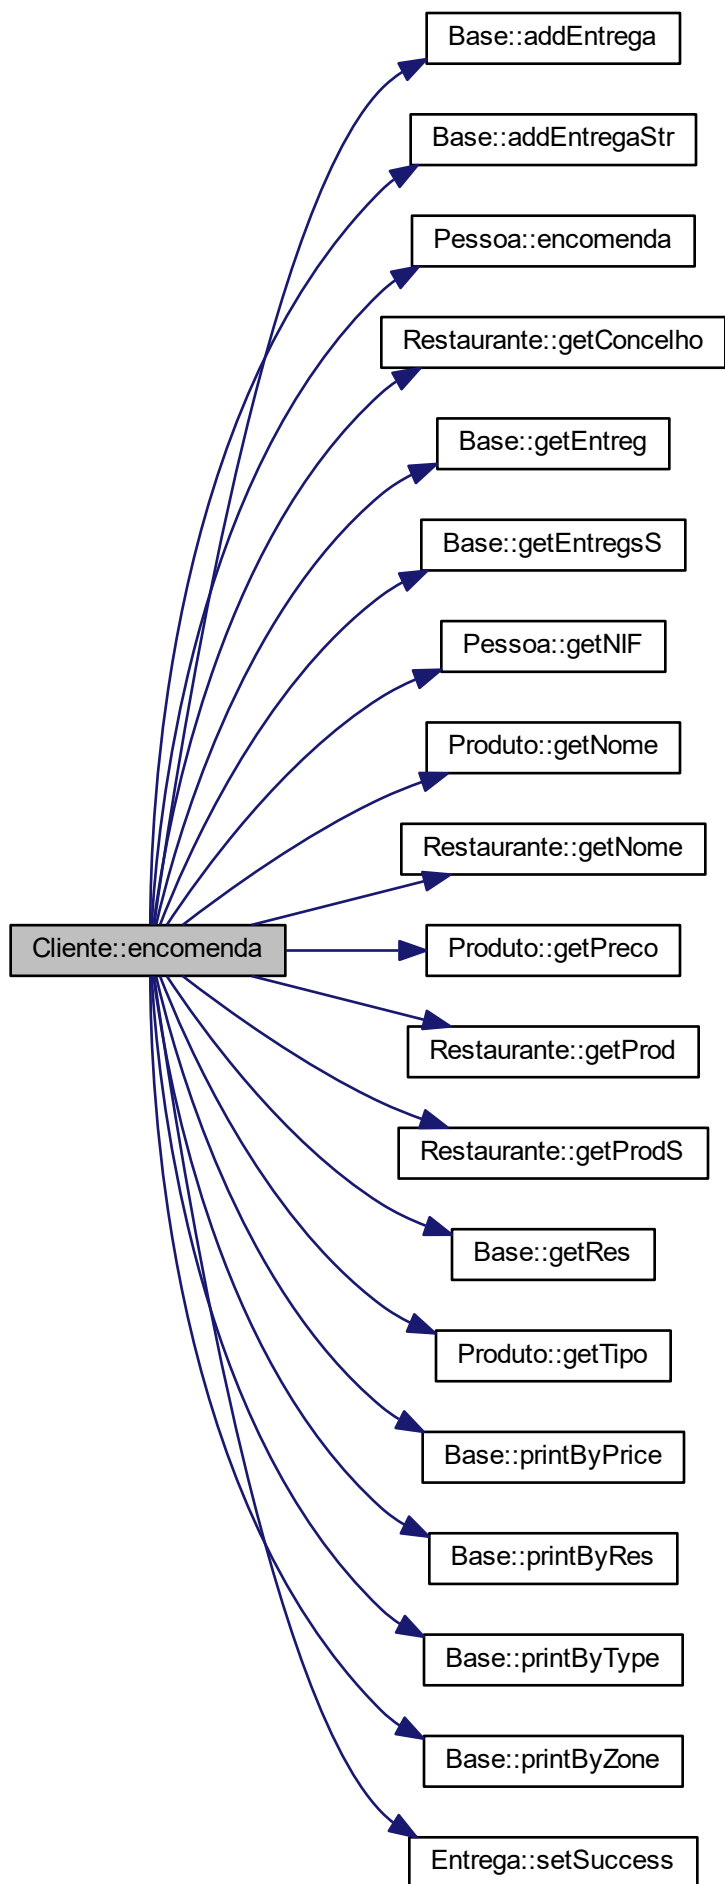 Base::addEntrega
Base::addEntregaStr
Pessoa::encomenda
Restaurante::getConcelho
Base::getEntreg
Base::getEntregsS
Pessoa::getNIF
Produto::getNome
Restaurante::getNome
Cliente::encomenda
Produto::getPreco
Restaurante::getProd
Restaurante::getProdS
Base::getRes
Produto::getTipo
Base::printByPrice
Base::printByRes
Base::printByType
Base::printByZone
Entrega::setSuccess